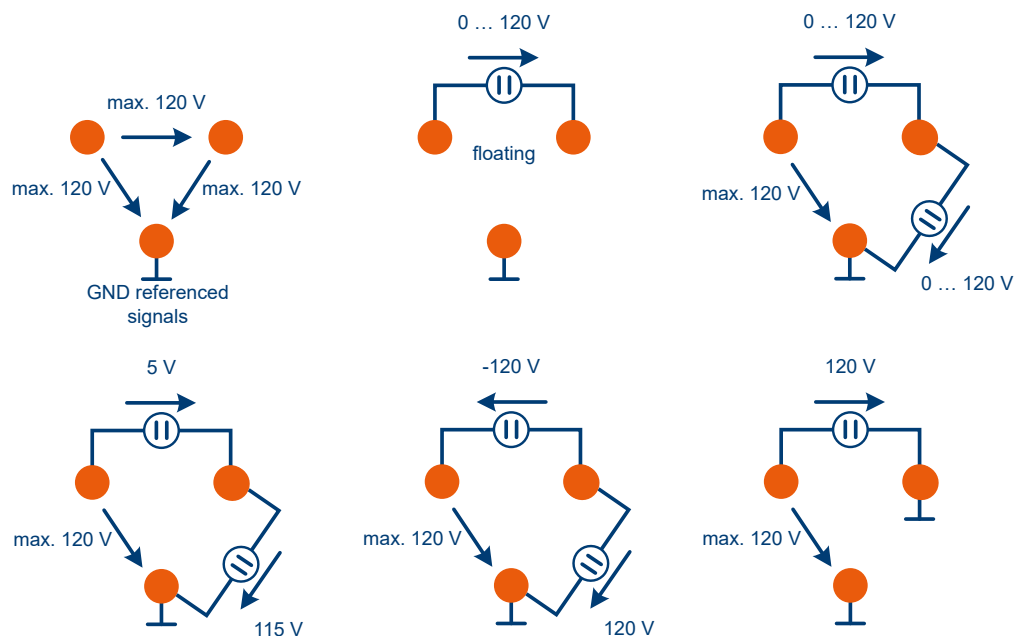 0 … 120 V
0 … 120 V
max. 120 V
floating
max. 120 V
max. 120 V
max. 120 V
0 … 120 V
GND referenced
signals
5 V
-120 V
120 V
max. 120 V
max. 120 V
max. 120 V
115 V
120 V